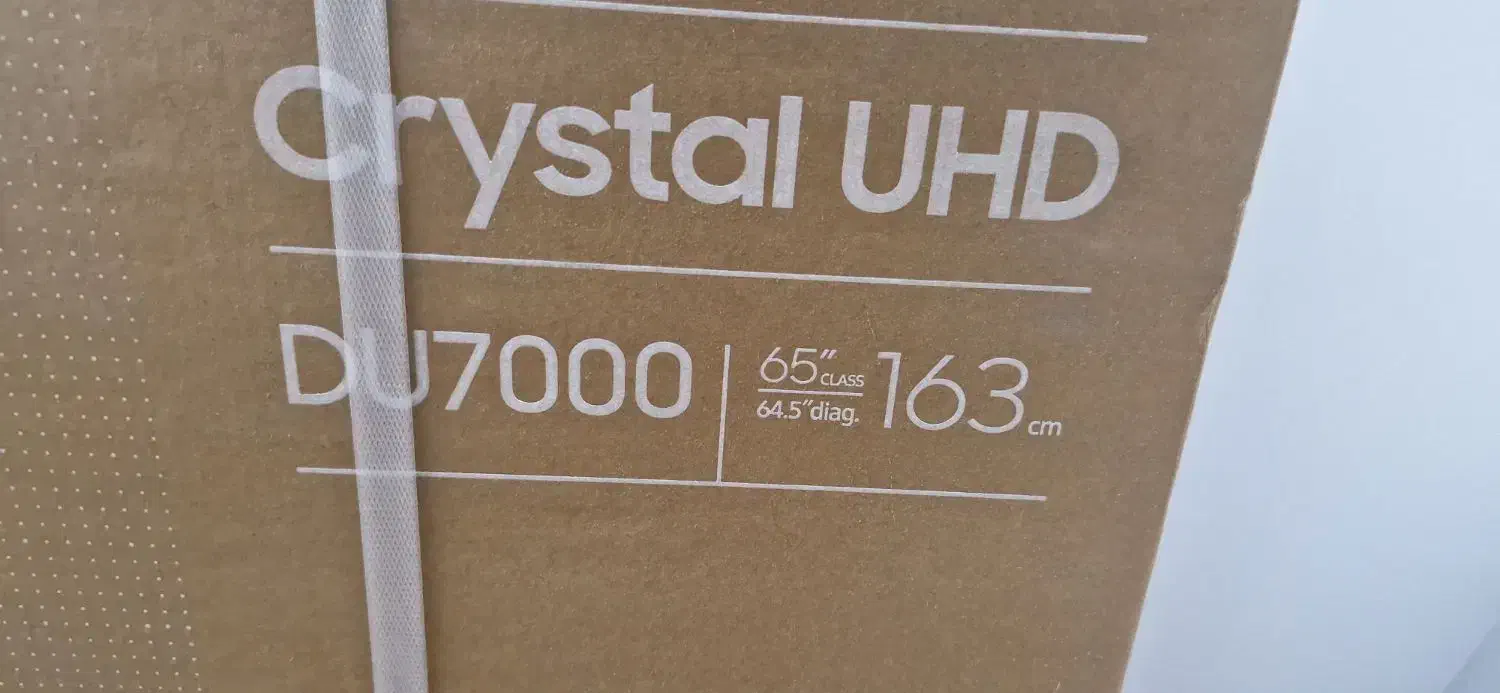 Crystal UHD
DU7000
65" CLASS
64.5"diag.
163 cm